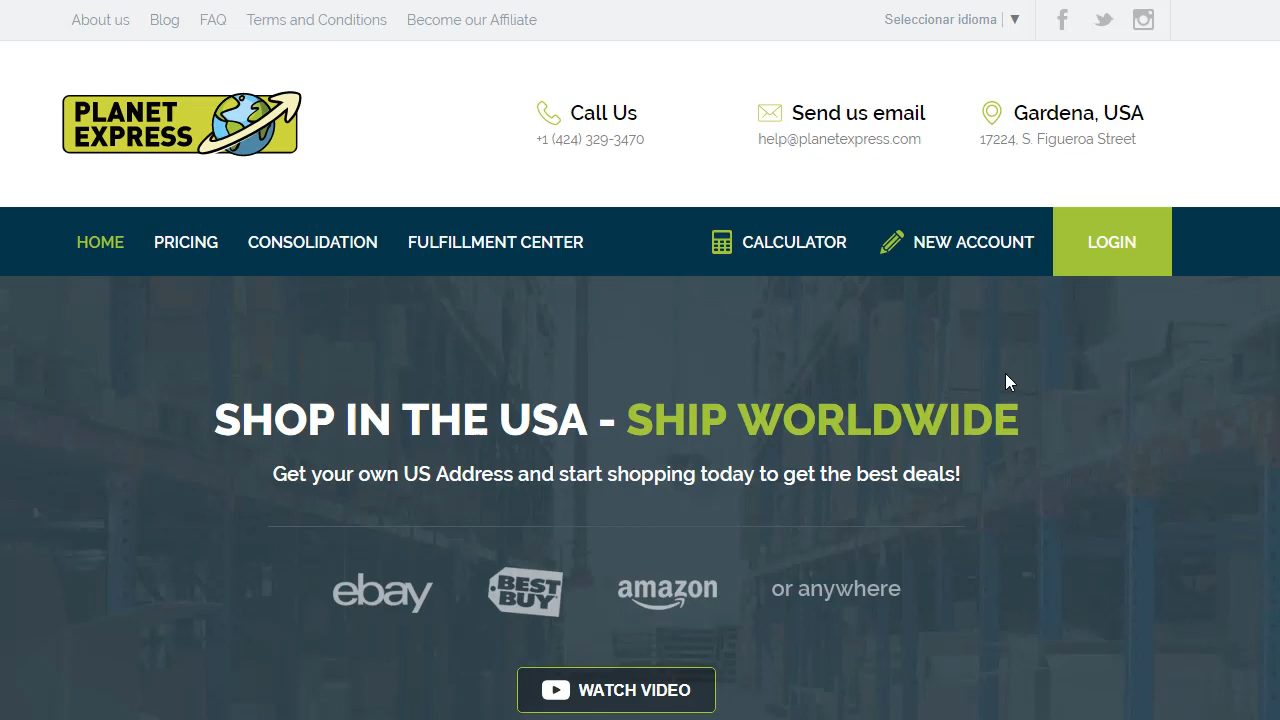 About us Blog FAQ Terms and Conditions Become our Affiliate Seleccionar idioma ▼
PLANET
EXPRESS
Call Us Send us email Gardena, USA
+1 (424) 329-3470 help@planetexpress.com 17224, S. Figueroa Street
HOME PRICING CONSOLIDATION FULFILLMENT CENTER CALCULATOR NEW ACCOUNT LOGIN
SHOP IN THE USA - SHIP WORLDWIDE
Get your own US Address and start shopping today to get the best deals!
ebay BEST BUY amazon or anywhere
WATCH VIDEO